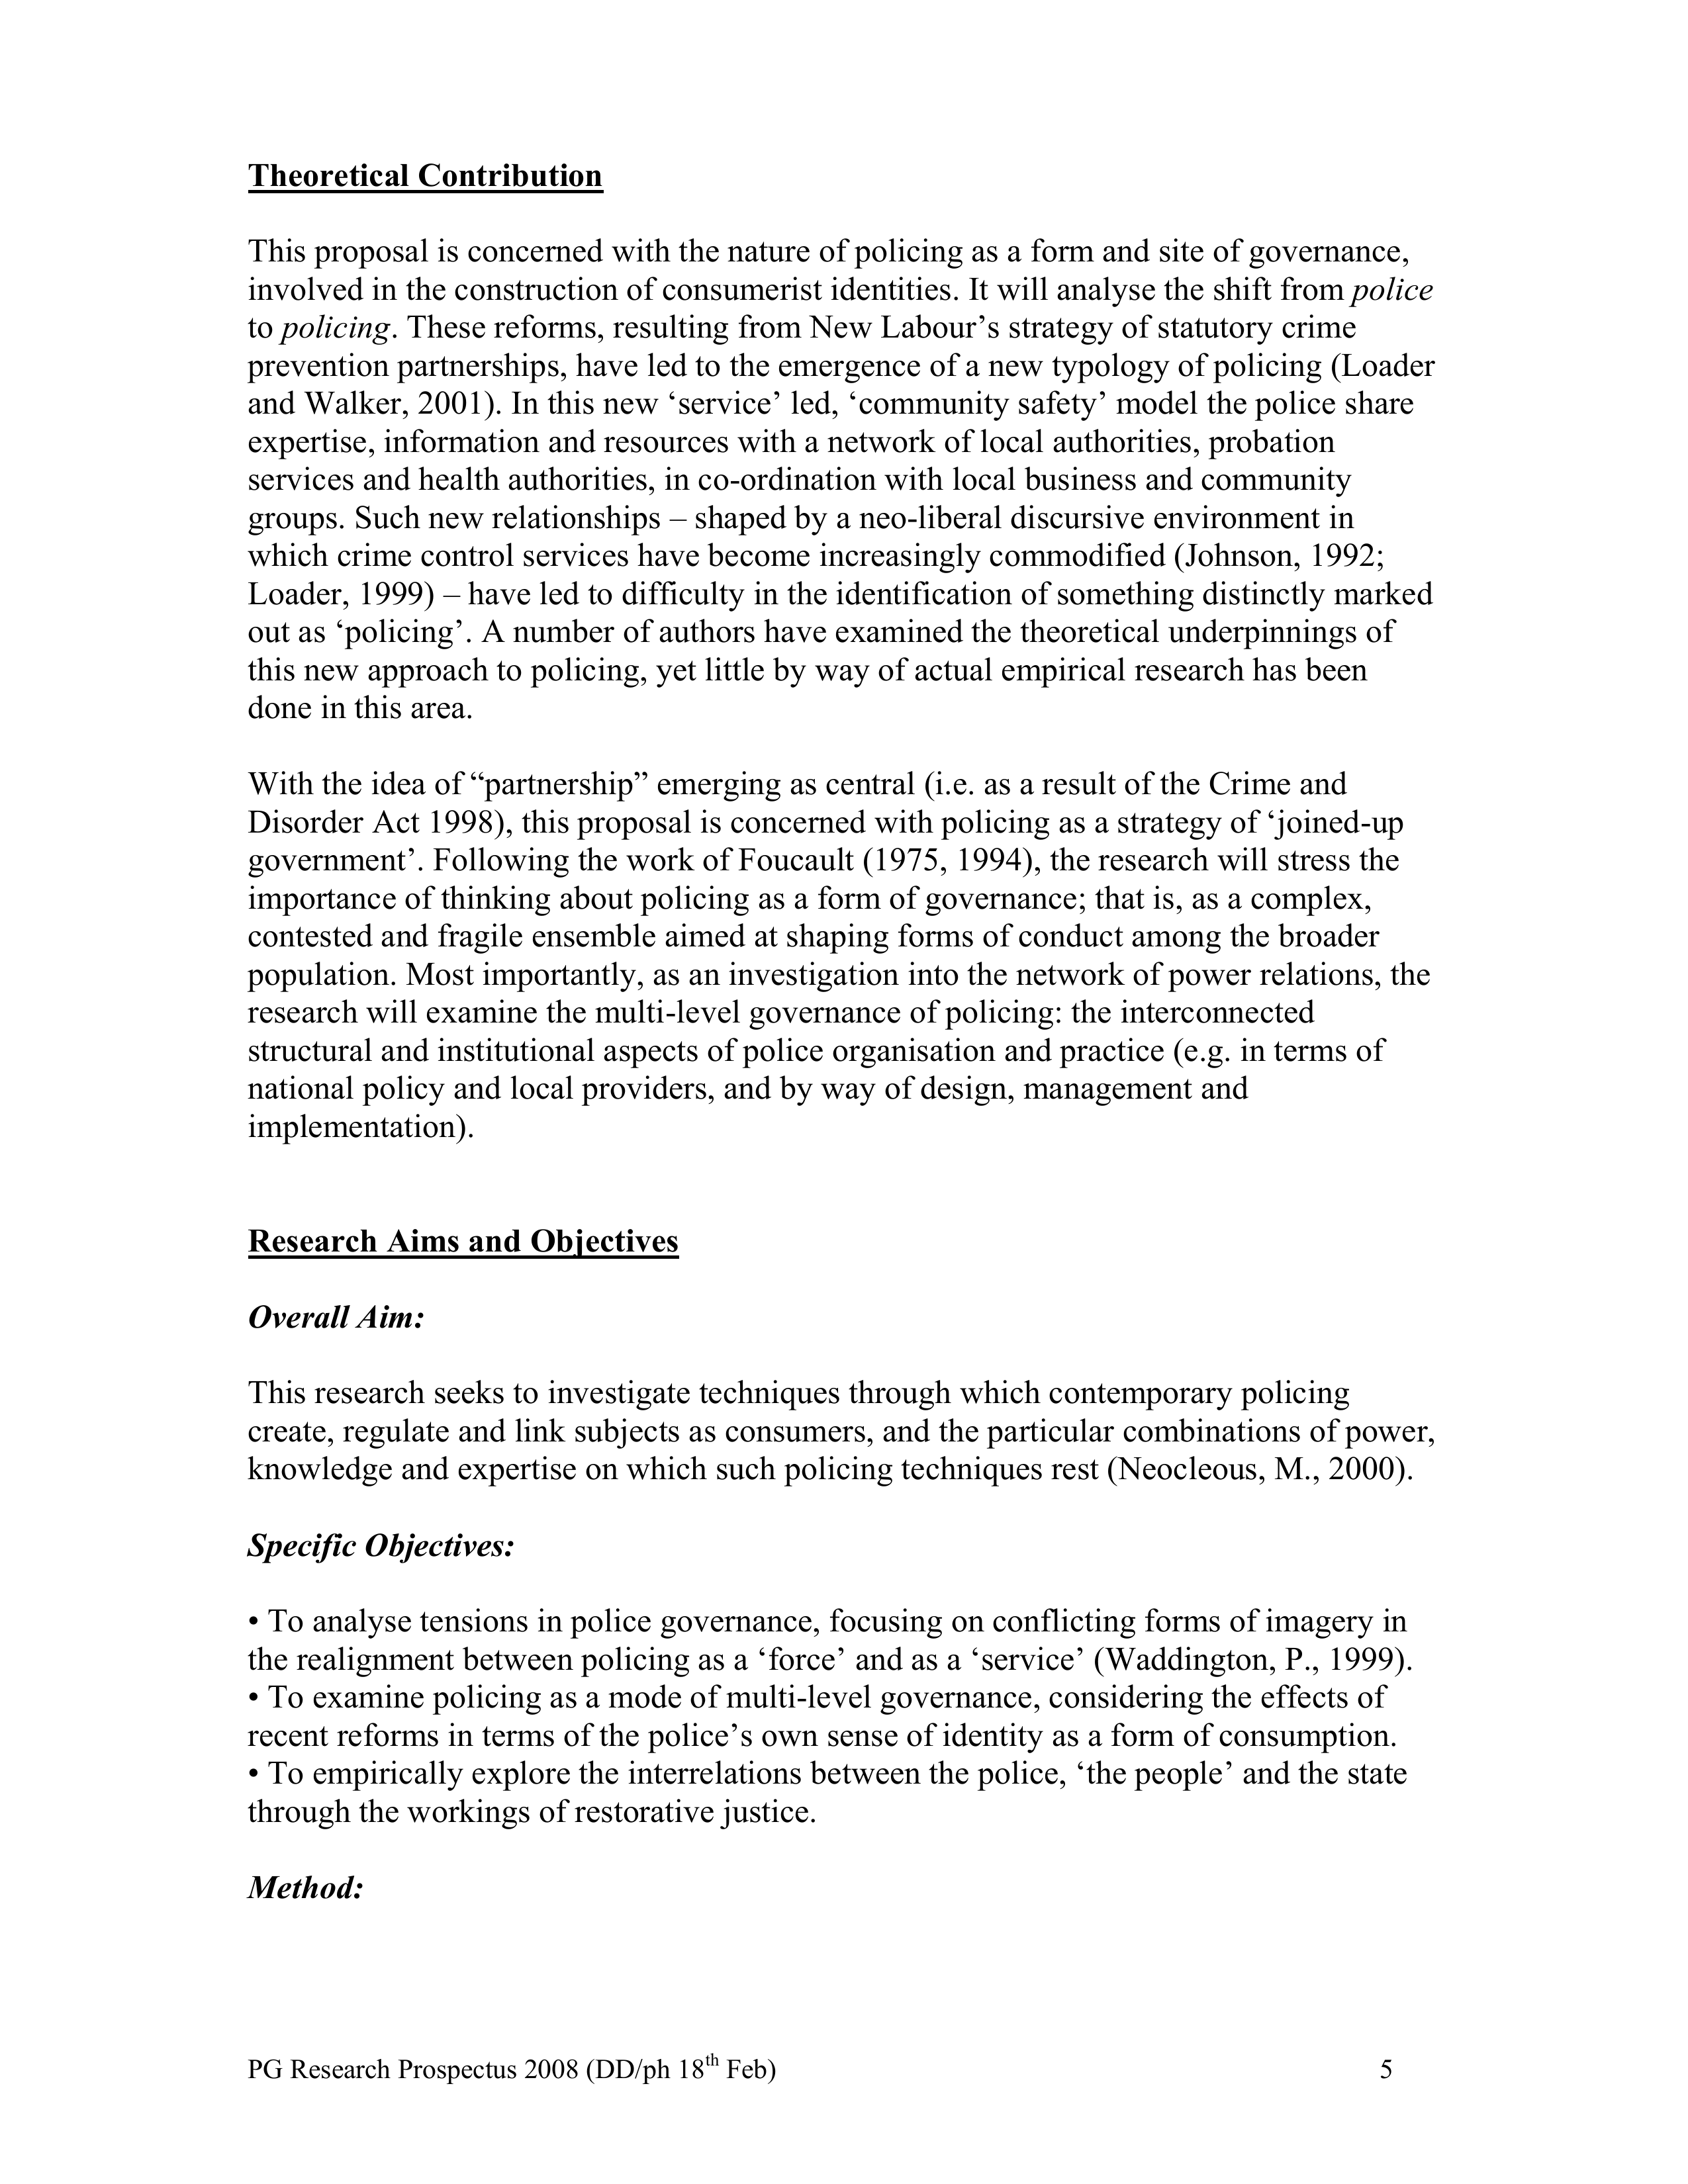 Theoretical Contribution
This proposal is concerned with the nature of policing as a form and site of governance,
involved in the construction of consumerist identities. It will analyse the shift from police
to policing. These reforms, resulting from New Labour’s strategy of statutory crime
prevention partnerships, have led to the emergence of a new typology of policing (Loader
and Walker, 2001). In this new ‘service’ led, ‘community safety’ model the police share
expertise, information and resources with a network of local authorities, probation
services and health authorities, in co-ordination with local business and community
groups. Such new relationships – shaped by a neo-liberal discursive environment in
which crime control services have become increasingly commodified (Johnson, 1992;
Loader, 1999) – have led to difficulty in the identification of something distinctly marked
out as ‘policing’. A number of authors have examined the theoretical underpinnings of
this new approach to policing, yet little by way of actual empirical research has been
done in this area.
With the idea of “partnership” emerging as central (i.e. as a result of the Crime and
Disorder Act 1998), this proposal is concerned with policing as a strategy of ‘joined-up
government’. Following the work of Foucault (1975, 1994), the research will stress the
importance of thinking about policing as a form of governance; that is, as a complex,
contested and fragile ensemble aimed at shaping forms of conduct among the broader
population. Most importantly, as an investigation into the network of power relations, the
research will examine the multi-level governance of policing: the interconnected
structural and institutional aspects of police organisation and practice (e.g. in terms of
national policy and local providers, and by way of design, management and
implementation).
Research Aims and Objectives
Overall Aim:
This research seeks to investigate techniques through which contemporary policing
create, regulate and link subjects as consumers, and the particular combinations of power,
knowledge and expertise on which such policing techniques rest (Neocleous, M., 2000).
Specific Objectives:
• To analyse tensions in police governance, focusing on conflicting forms of imagery in
the realignment between policing as a ‘force’ and as a ‘service’ (Waddington, P., 1999).
• To examine policing as a mode of multi-level governance, considering the effects of
recent reforms in terms of the police’s own sense of identity as a form of consumption.
• To empirically explore the interrelations between the police, ‘the people’ and the state
through the workings of restorative justice.
Method:
PG Research Prospectus 2008 (DD/ph 18th Feb) 5